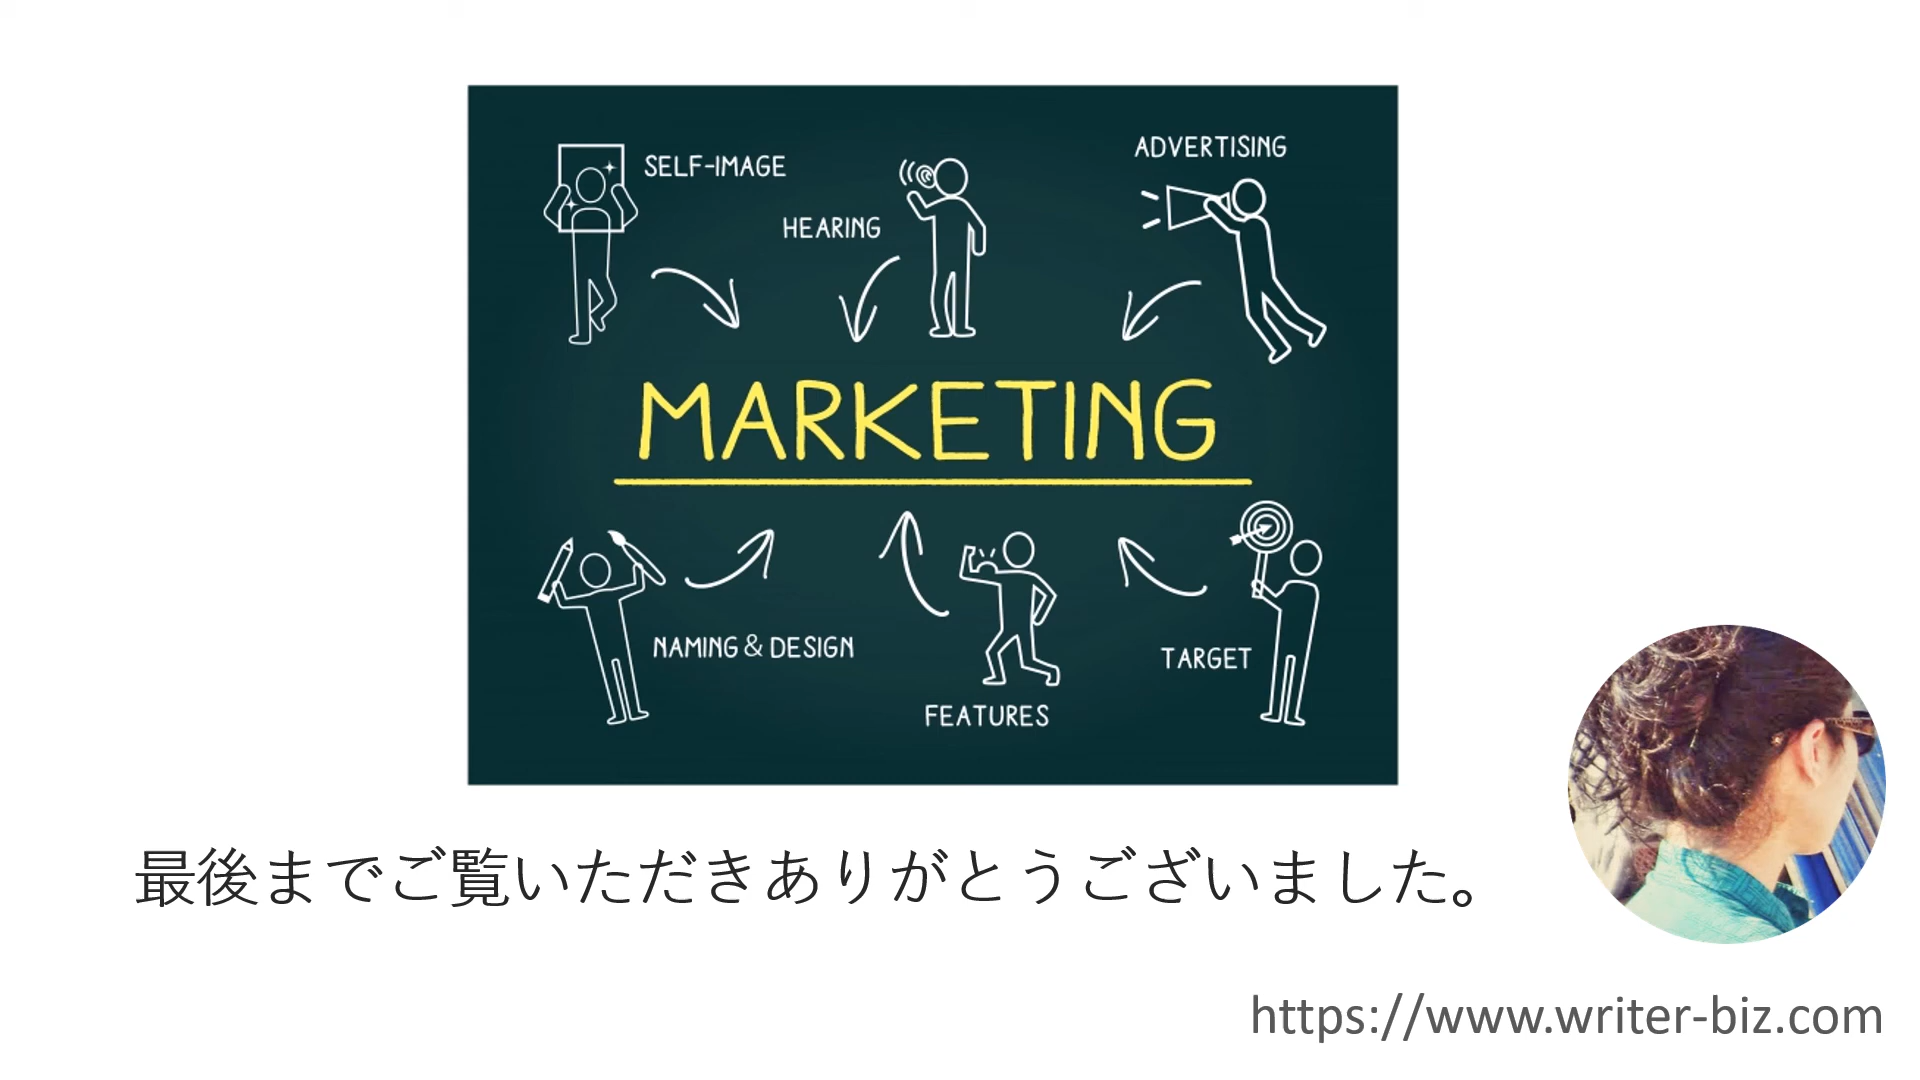 ADVERTISING
SELF-IMAGE
HEARING
MARKETING
NAMING & DESIGN
TARGET
FEATURES
最後までご覧いただきありがとうございました。
https://www.writer-biz.com